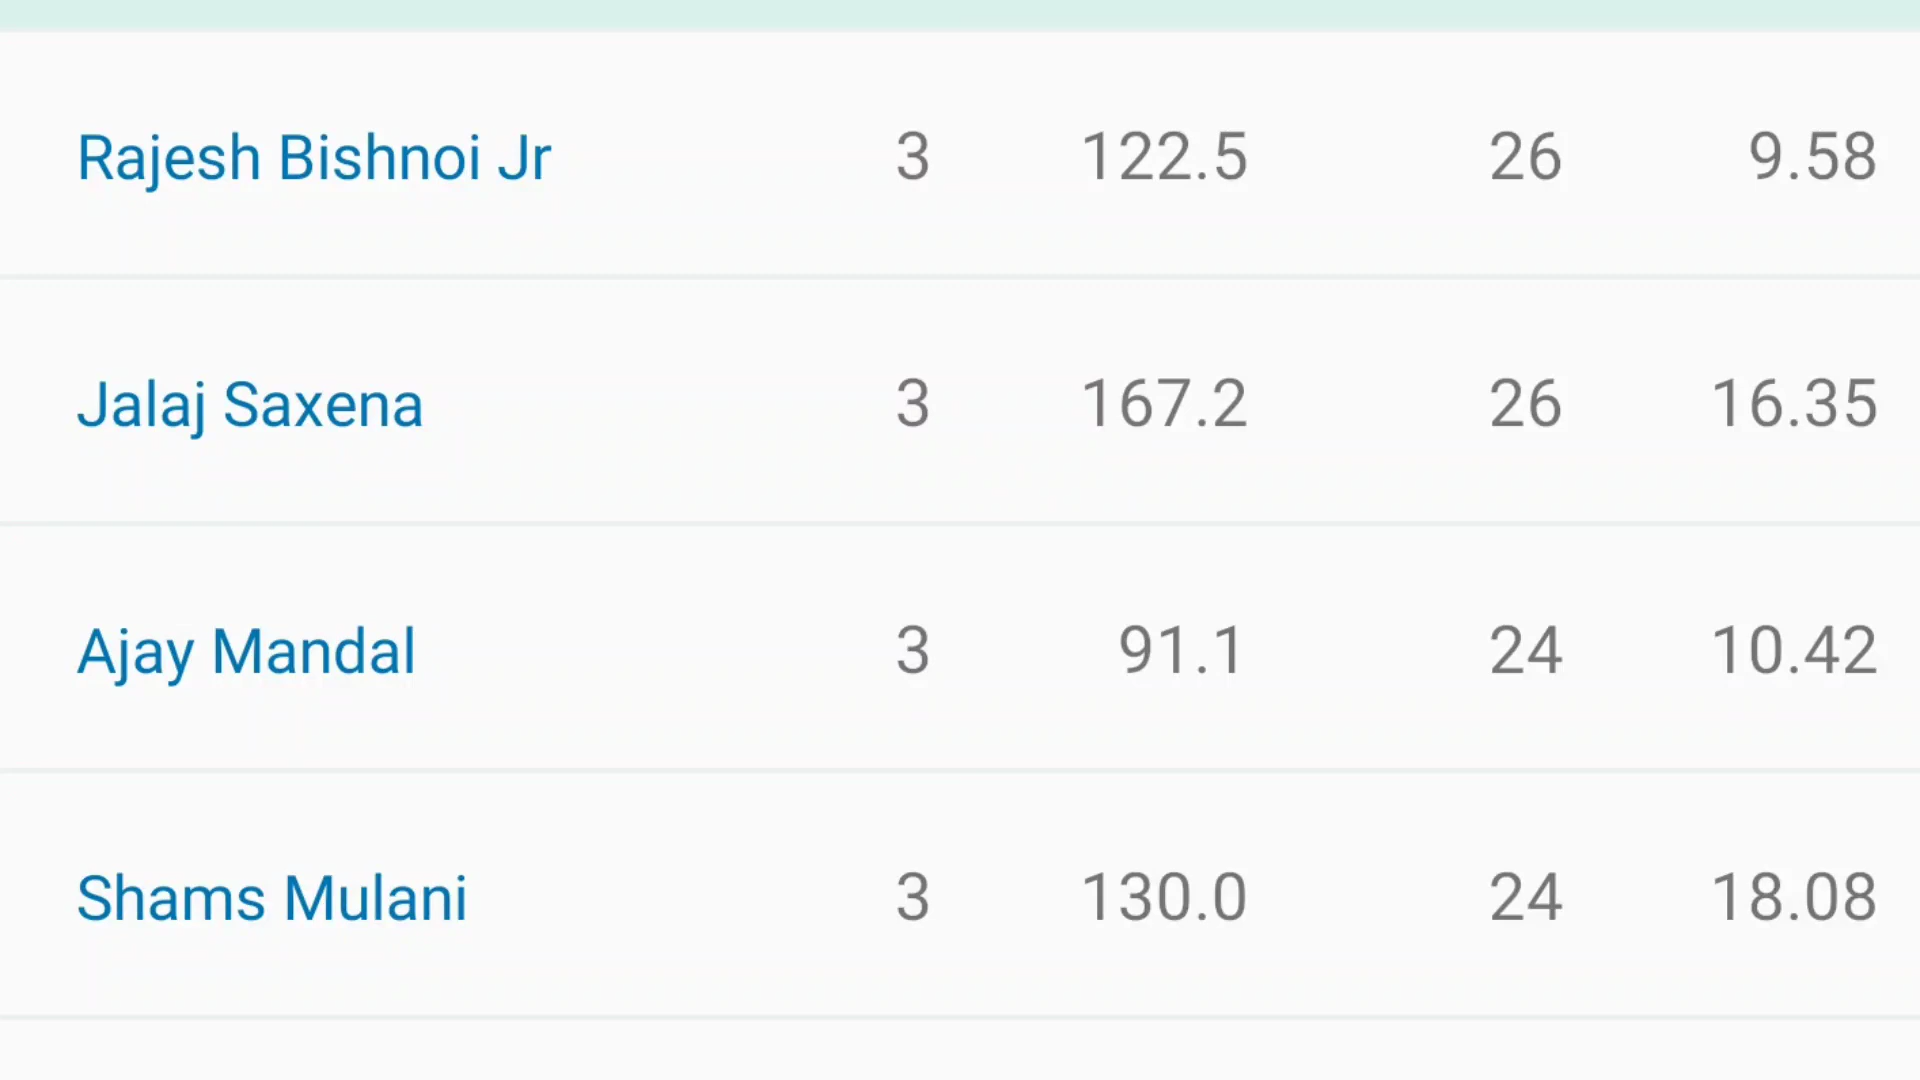 Rajesh Bishnoi Jr 3 122.5 26 9.58
Jalaj Saxena 3 167.2 26 16.35
Ajay Mandal 3 91.1 24 10.42
Shams Mulani 3 130.0 24 18.08